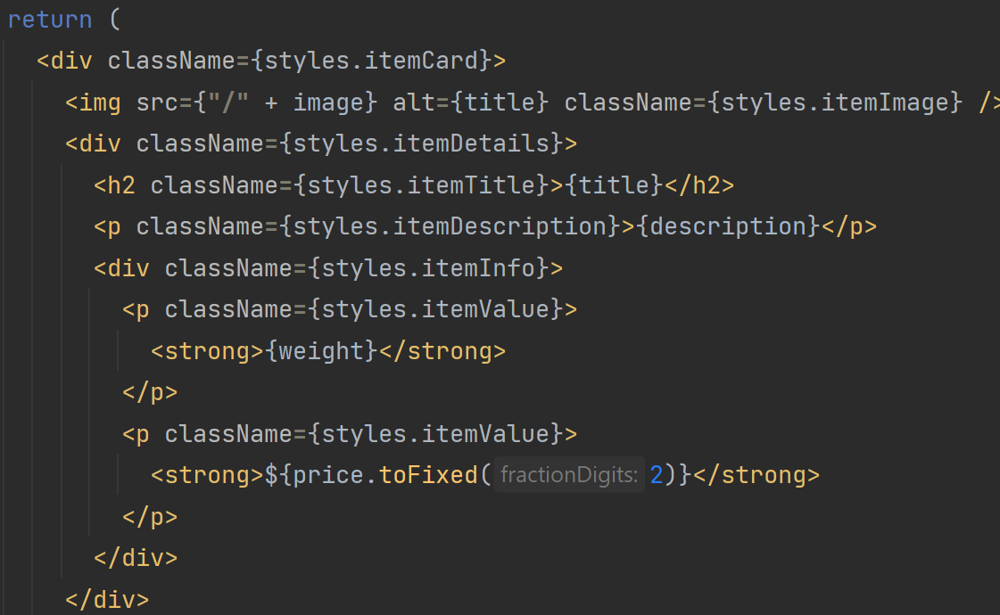 return (
<div className={styles.itemCard}>
<img src={"/" + image} alt={title} className={styles.itemImage} />
<div className={styles.itemDetails}>
<h2 className={styles.itemTitle}>{title}</h2>
<p className={styles.itemDescription}>{description}</p>
<div className={styles.itemInfo}>
<p className={styles.itemValue}>
<strong>{weight}</strong>
</p>
<p className={styles.itemValue}>
<strong>${price.toFixed( fractionDigits: 2)}</strong>
</p>
</div>
</div>